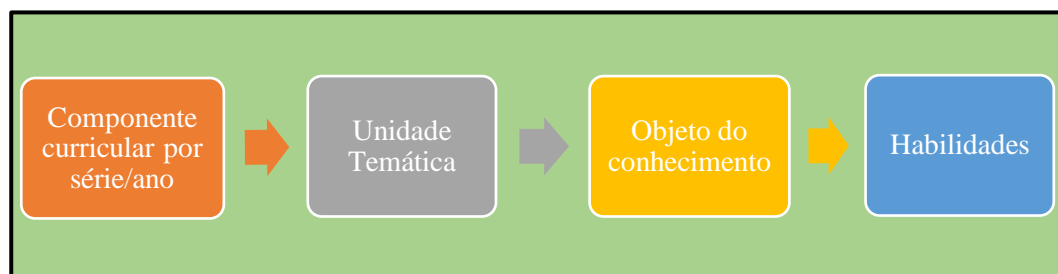 Componente
curricular por
série/ano
Unidade
Temática
Objeto do
conhecimento
Habilidades